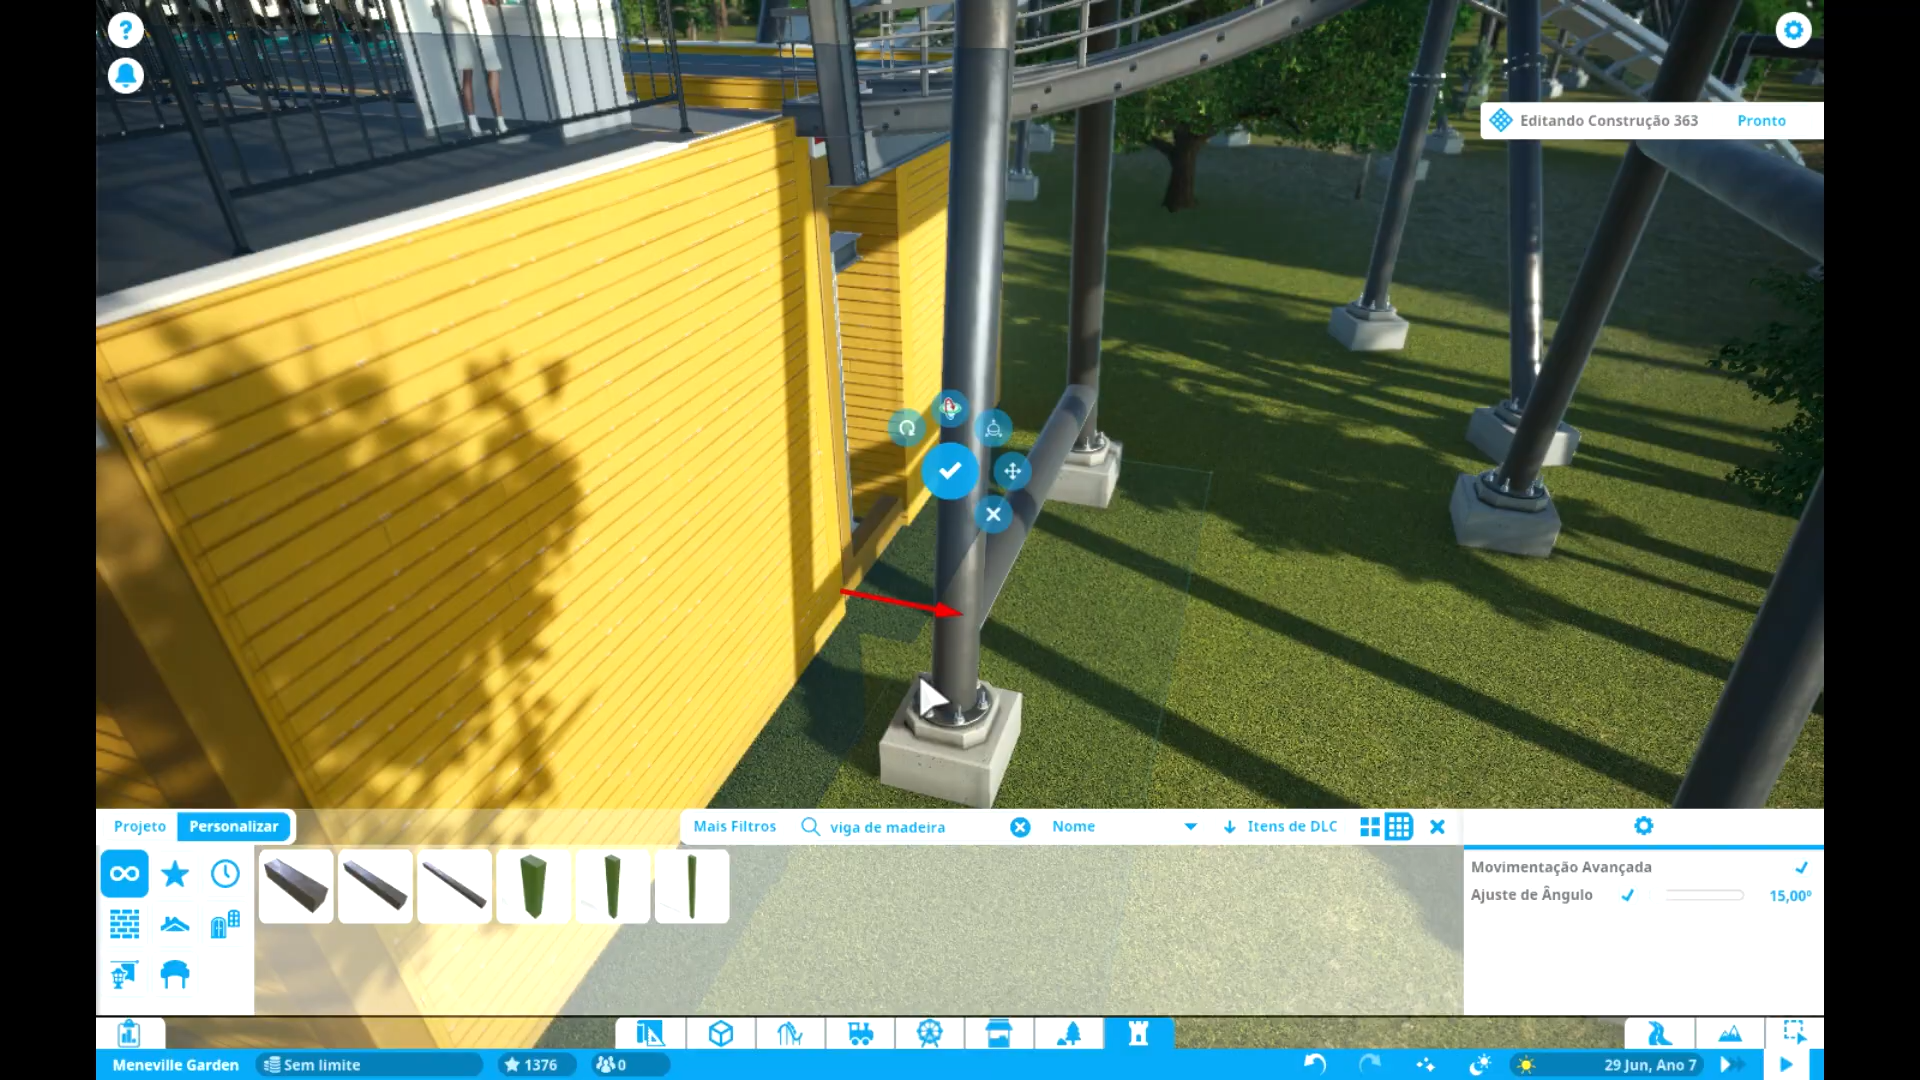 ?
Editando Construção 363 Pronto
Projeto Personalizar
Mais Filtros viga de madeira Nome Itens de DLC
Movimentação Avançada
Ajuste de Ângulo 15,00º
Meneville Garden Sem limite 1376 0 29 Jun, Ano 7